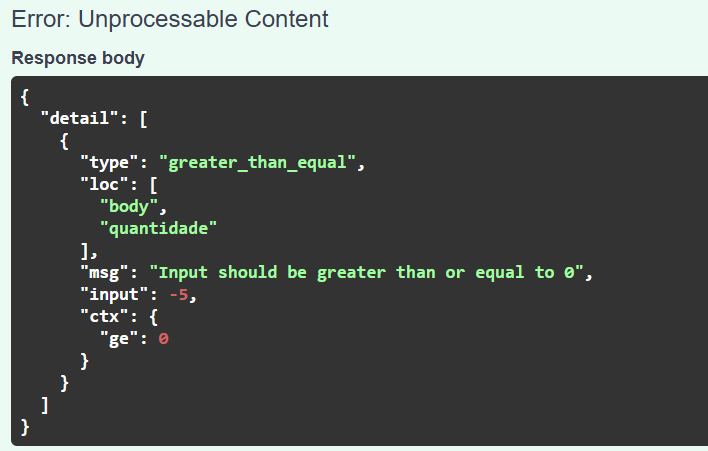 Error: Unprocessable Content
Response body
{
  "detail": [
    {
      "type": "greater_than_equal",
      "loc": [
        "body",
        "quantidade"
      ],
      "msg": "Input should be greater than or equal to 0",
      "input": -5,
      "ctx": {
        "ge": 0
      }
    }
  ]
}